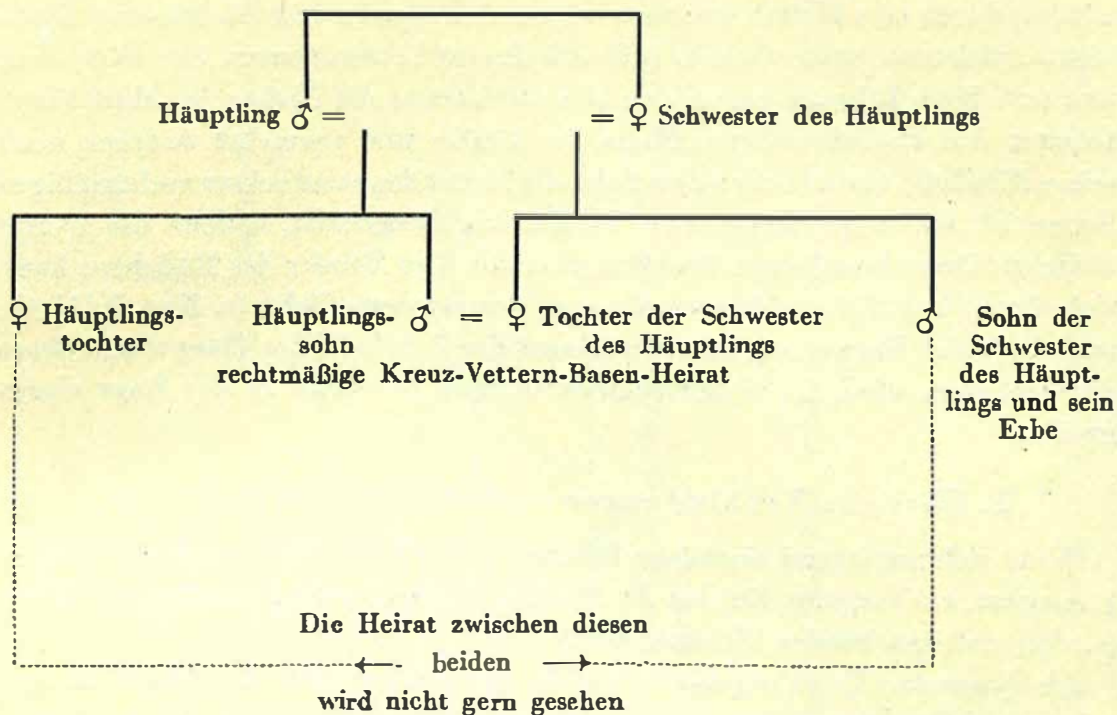 Häuptling ♂ = = ♀ Schwester des Häuptlings
♀ Häuptlings-
tochter
Häuptlings- ♂ = ♀ Tochter der Schwester
sohn des Häuptlings
rechtmäßige Kreuz-Vettern-Basen-Heirat
♂ Sohn der
Schwester
des Häupt-
lings und sein
Erbe
Die Heirat zwischen diesen
← beiden →
wird nicht gern gesehen